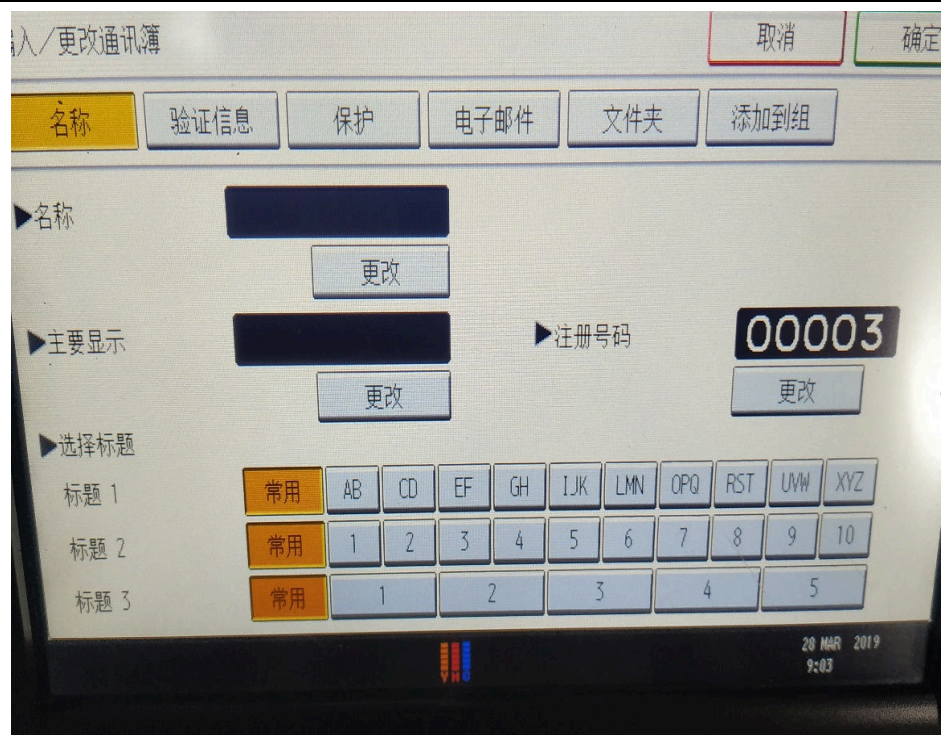 入／更改通讯簿 取消 确定
名称 验证信息 保护 电子邮件 文件夹 添加到组
▶名称
更改
▶主要显示 ▶注册号码 00003
更改 更改
▶选择标题
标题 1 常用 AB CD EF GH IJK LMN OPQ RST UVW XYZ
标题 2 常用 1 2 3 4 5 6 7 8 9 10
标题 3 常用 1 2 3 4 5
28 MAR 2019
YMC 9:03